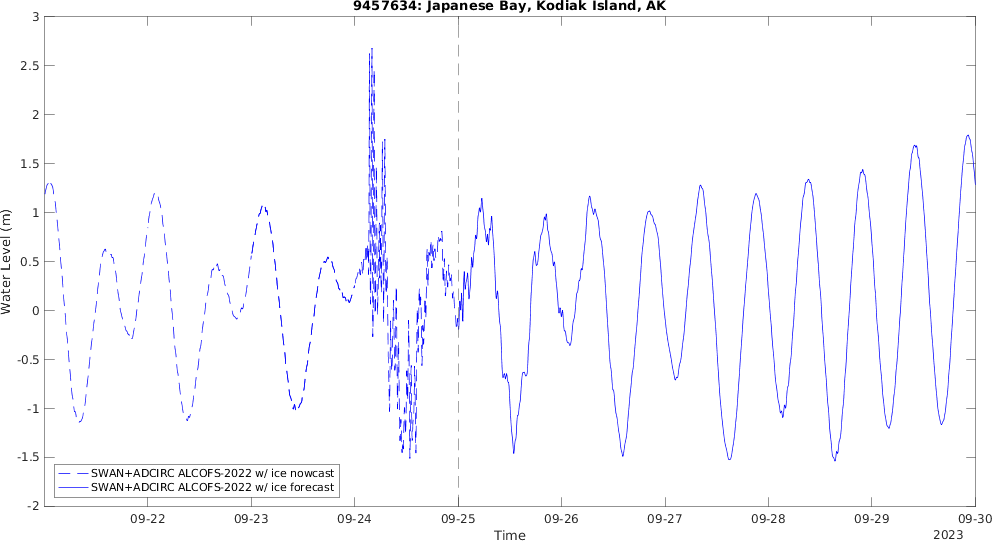 9457634: Japanese Bay, Kodiak Island, AK
3
2.5
2
1.5
1
0.5
0
-0.5
-1
-1.5
-2
Water Level (m)
SWAN+ADCIRC ALCOFS-2022 w/ ice nowcast
SWAN+ADCIRC ALCOFS-2022 w/ ice forecast
09-22 09-23 09-24 09-25 09-26 09-27 09-28 09-29 09-30
Time
2023